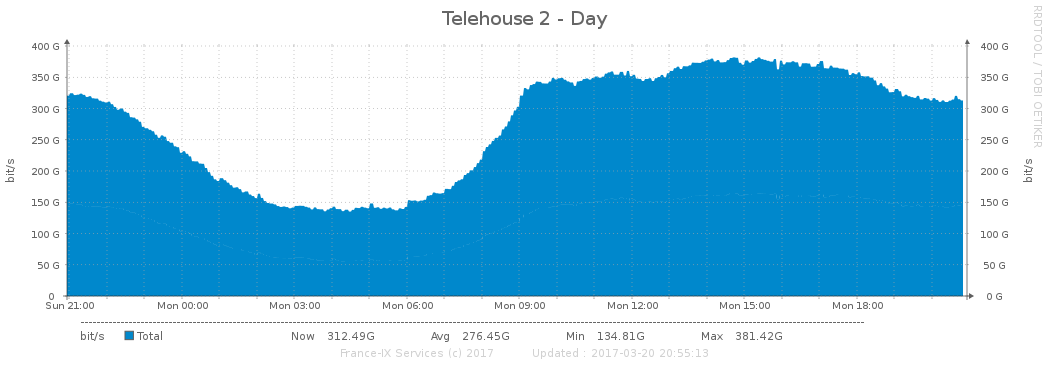 Telehouse 2 - Day
RRDTOOL / TOBI OETIKER
400 G 400 G
350 G 350 G
300 G 300 G
250 G 250 G
200 G 200 G
150 G 150 G
100 G 100 G
50 G 50 G
0 0 G
bit/s bit/s
Sun 21:00 Mon 00:00 Mon 03:00 Mon 06:00 Mon 09:00 Mon 12:00 Mon 15:00 Mon 18:00
bit/s Total Now 312.49G Avg 276.45G Min 134.81G Max 381.42G
France-IX Services (c) 2017 Updated : 2017-03-20 20:55:13